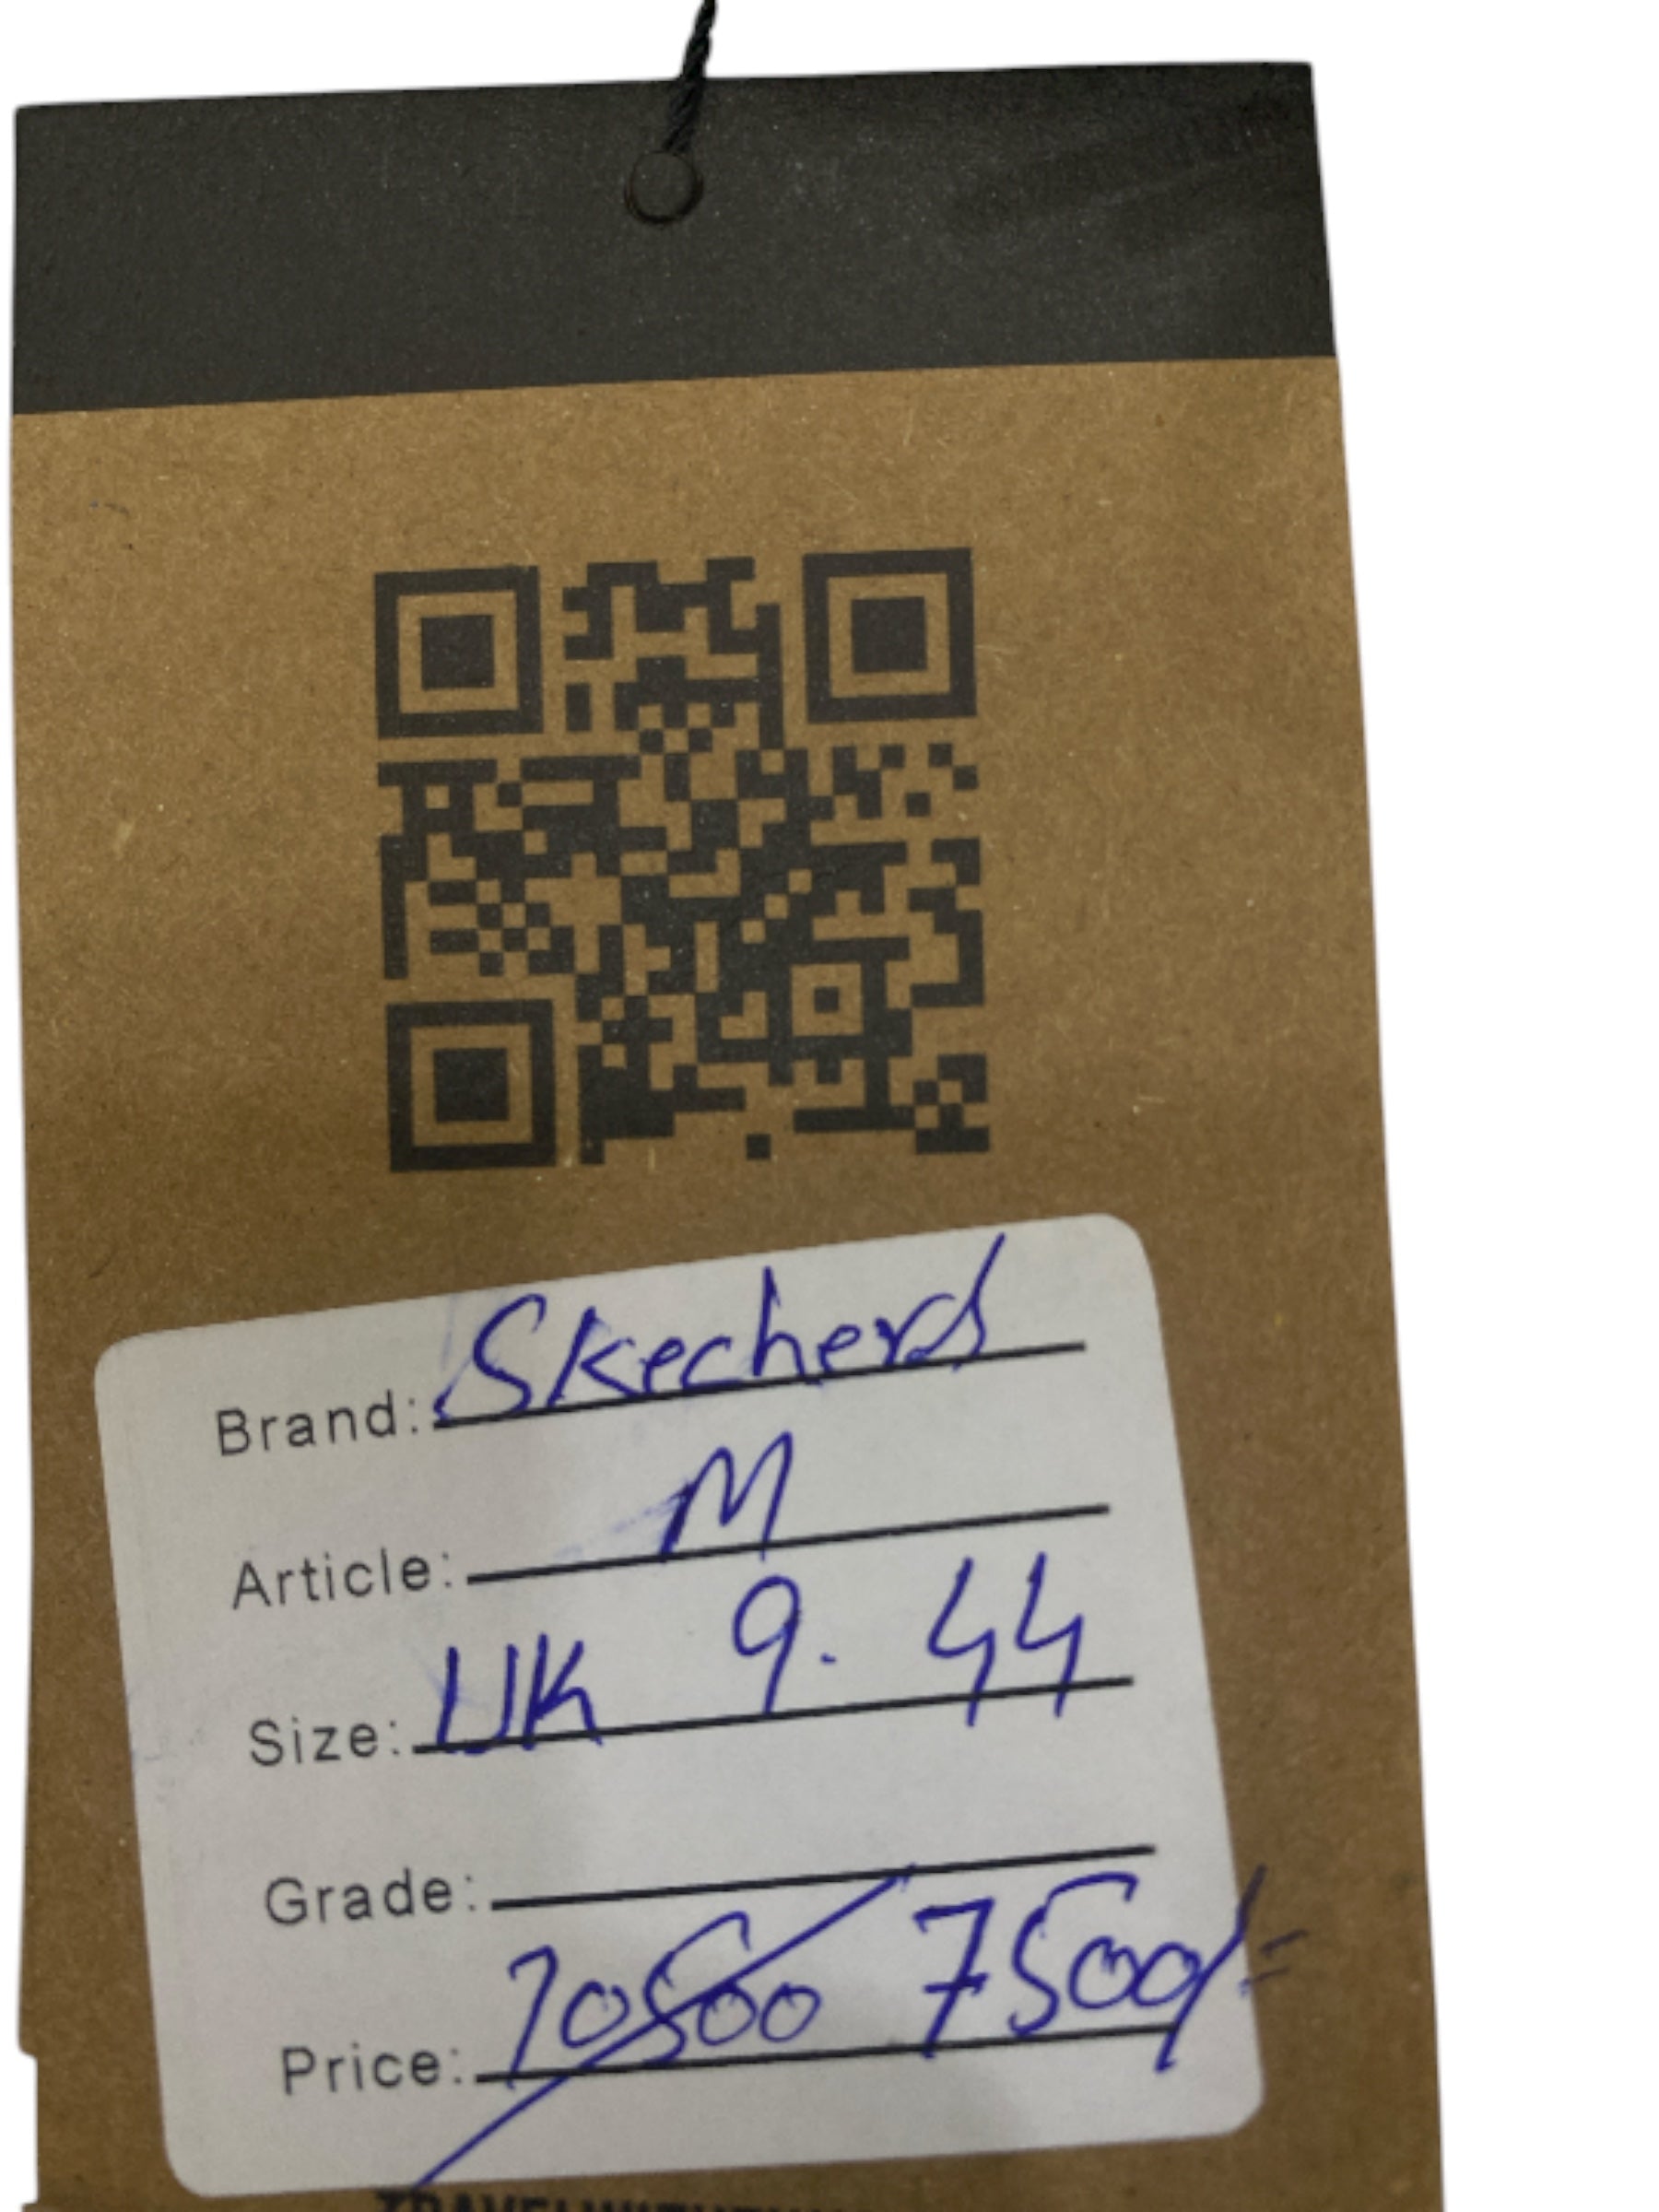 Brand: Skechers
Article: M
Size: UK 9. 44
Grade:
Price: 10500 7500/=